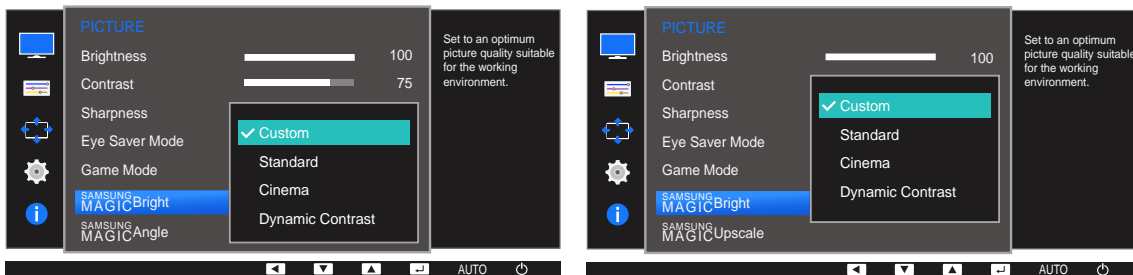 PICTURE
Brightness 100
Contrast 75
Sharpness
Eye Saver Mode
Game Mode
SAMSUNG
MAGICBright
SAMSUNG
MAGICAngle
Custom
Standard
Cinema
Dynamic Contrast
Set to an optimum
picture quality suitable
for the working
environment.
AUTO
PICTURE
Brightness 100
Contrast
Sharpness
Eye Saver Mode
Game Mode
SAMSUNG
MAGICBright
SAMSUNG
MAGICUpscale
Custom
Standard
Cinema
Dynamic Contrast
Set to an optimum
picture quality suitable
for the working
environment.
AUTO